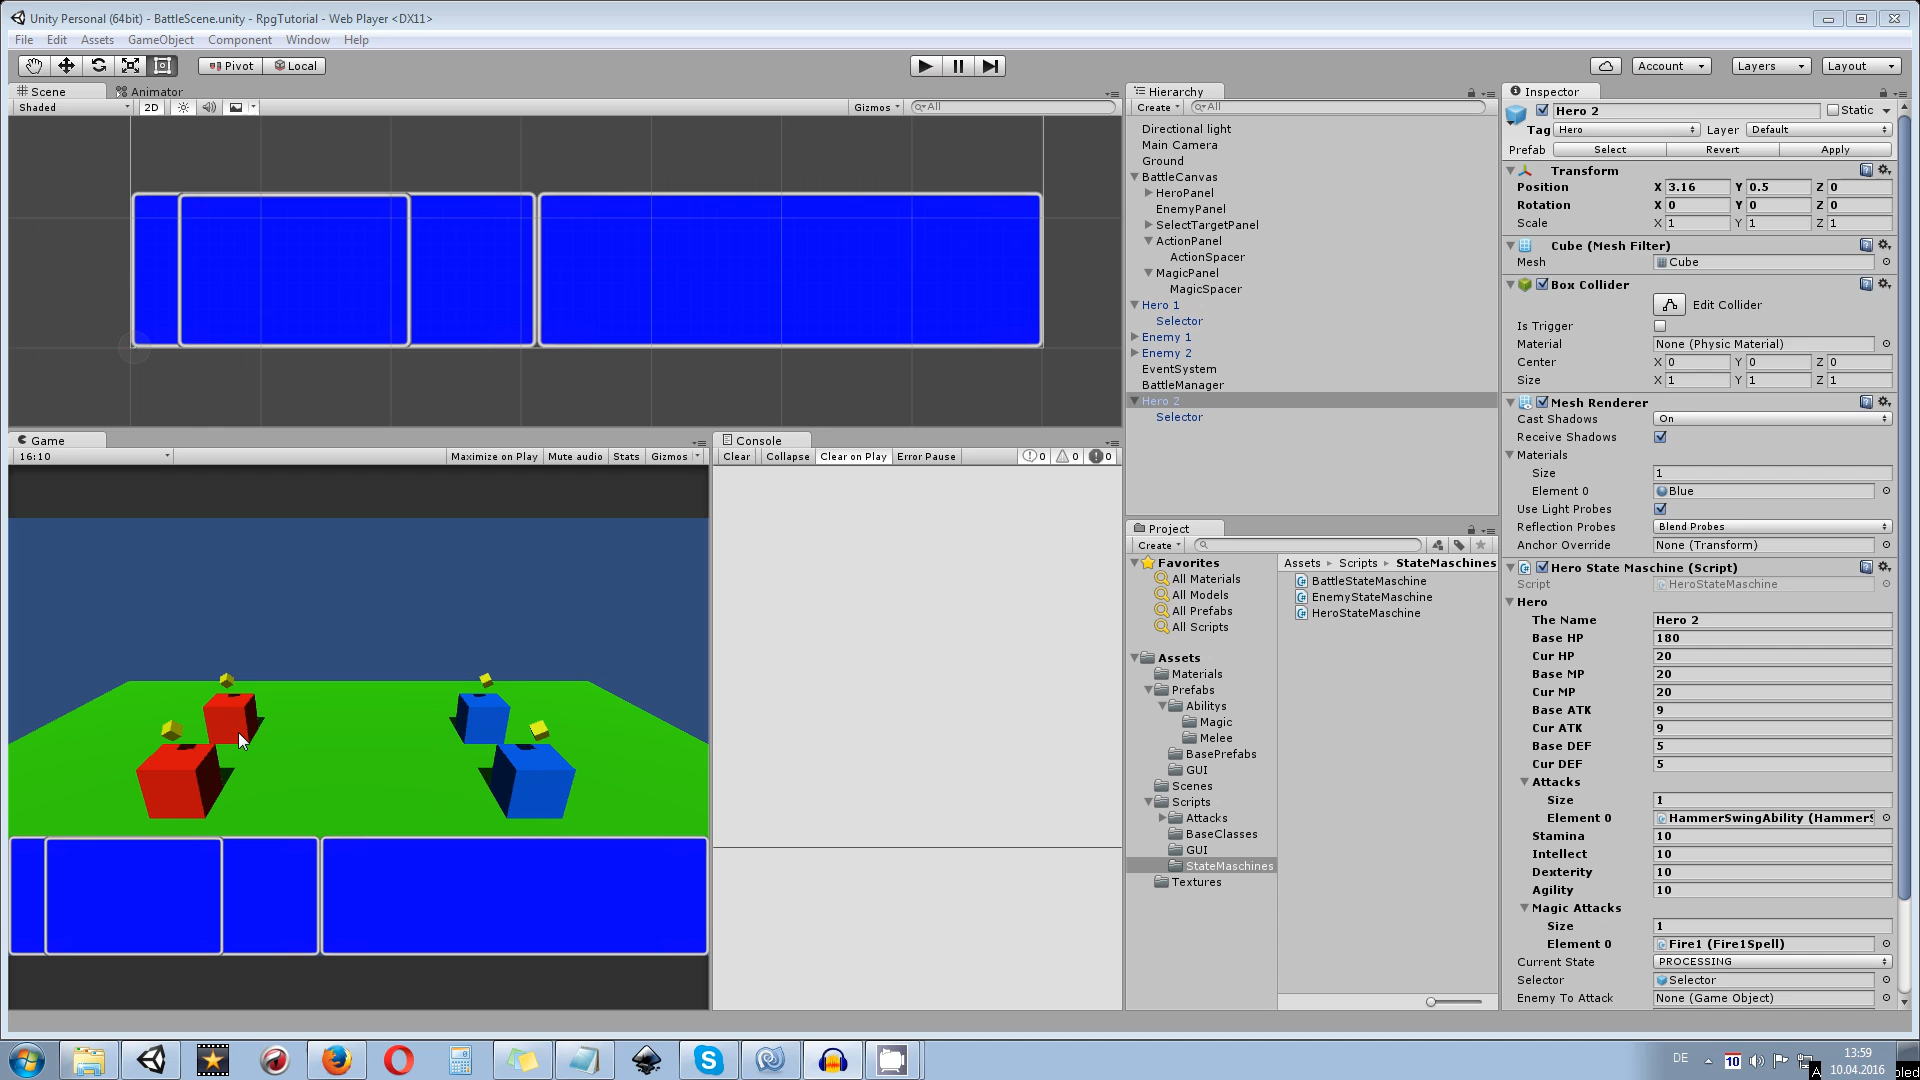 Unity Personal (64bit) - BattleScene.unity - RpgTutorial - Web Player <DX11>
File Edit Assets GameObject Component Window Help
Pivot Local
Account Layers Layout
Scene Animator
Shaded 2D Gizmos All
Hierarchy
Create All
Directional light
Main Camera
Ground
BattleCanvas
HeroPanel
EnemyPanel
SelectTargetPanel
ActionPanel
ActionSpacer
MagicPanel
MagicSpacer
Hero 1
Selector
Enemy 1
Enemy 2
EventSystem
BattleManager
Hero 2
Selector
Game
16:10 Maximize on Play Mute audio Stats Gizmos
Console
Clear Collapse Clear on Play Error Pause 0 0 0
Project
Create
Favorites
All Materials
All Models
All Prefabs
All Scripts
Assets
Materials
Prefabs
Abilitys
Magic
Melee
BasePrefabs
GUI
Scenes
Scripts
Attacks
BaseClasses
GUI
StateMaschines
Textures
Assets Scripts StateMaschines
BattleStateMaschine
EnemyStateMaschine
HeroStateMaschine
Inspector
Hero 2 Static
Tag Hero Layer Default
Prefab Select Revert Apply
Transform
Position X 3.16 Y 0.5 Z 0
Rotation X 0 Y 0 Z 0
Scale X 1 Y 1 Z 1
Cube (Mesh Filter)
Mesh Cube
Box Collider
Edit Collider
Is Trigger
Material None (Physic Material)
Center X 0 Y 0 Z 0
Size X 1 Y 1 Z 1
Mesh Renderer
Cast Shadows On
Receive Shadows
Materials
Size 1
Element 0 Blue
Use Light Probes
Reflection Probes Blend Probes
Anchor Override None (Transform)
Hero State Maschine (Script)
Script HeroStateMaschine
Hero
The Name Hero 2
Base HP 180
Cur HP 20
Base MP 20
Cur MP 20
Base ATK 9
Cur ATK 9
Base DEF 5
Cur DEF 5
Attacks
Size 1
Element 0 HammerSwingAbility (HammerS
Stamina 10
Intellect 10
Dexterity 10
Agility 10
Magic Attacks
Size 1
Element 0 Fire1 (Fire1Spell)
Current State PROCESSING
Selector Selector
Enemy To Attack None (Game Object)
DE 10 13:59
10.04.2016